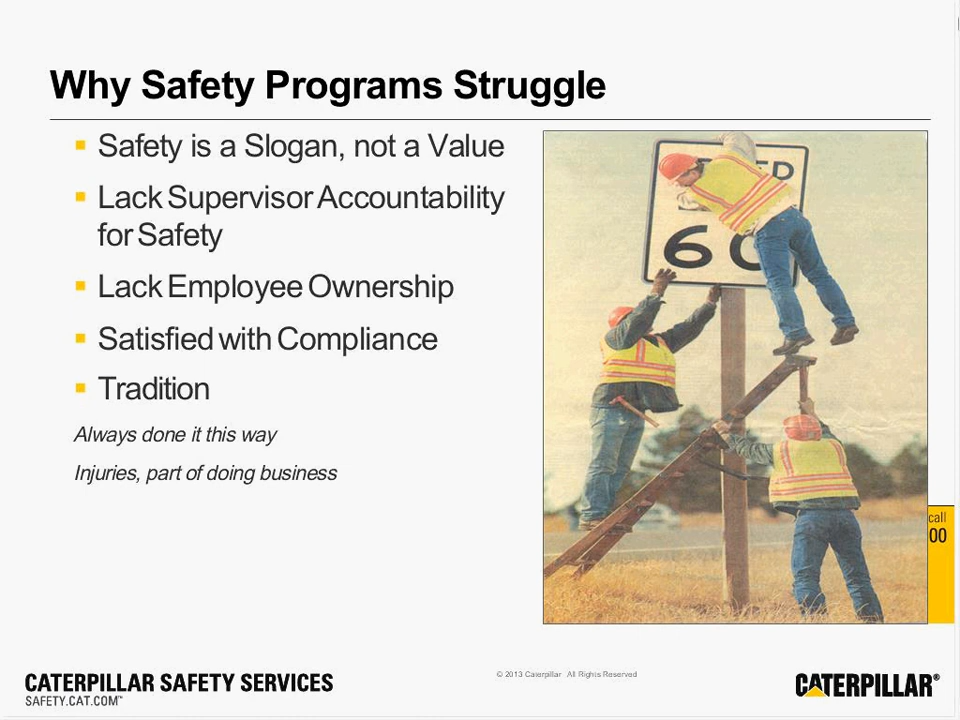 Why Safety Programs Struggle
Safety is a Slogan, not a Value
Lack Supervisor Accountability
for Safety
Lack Employee Ownership
Satisfied with Compliance
Tradition
Always done it this way
Injuries, part of doing business
60
call
00
CATERPILLAR SAFETY SERVICES
SAFETY.CAT.COM™
© 2013 Caterpillar All Rights Reserved
CATERPILLAR®